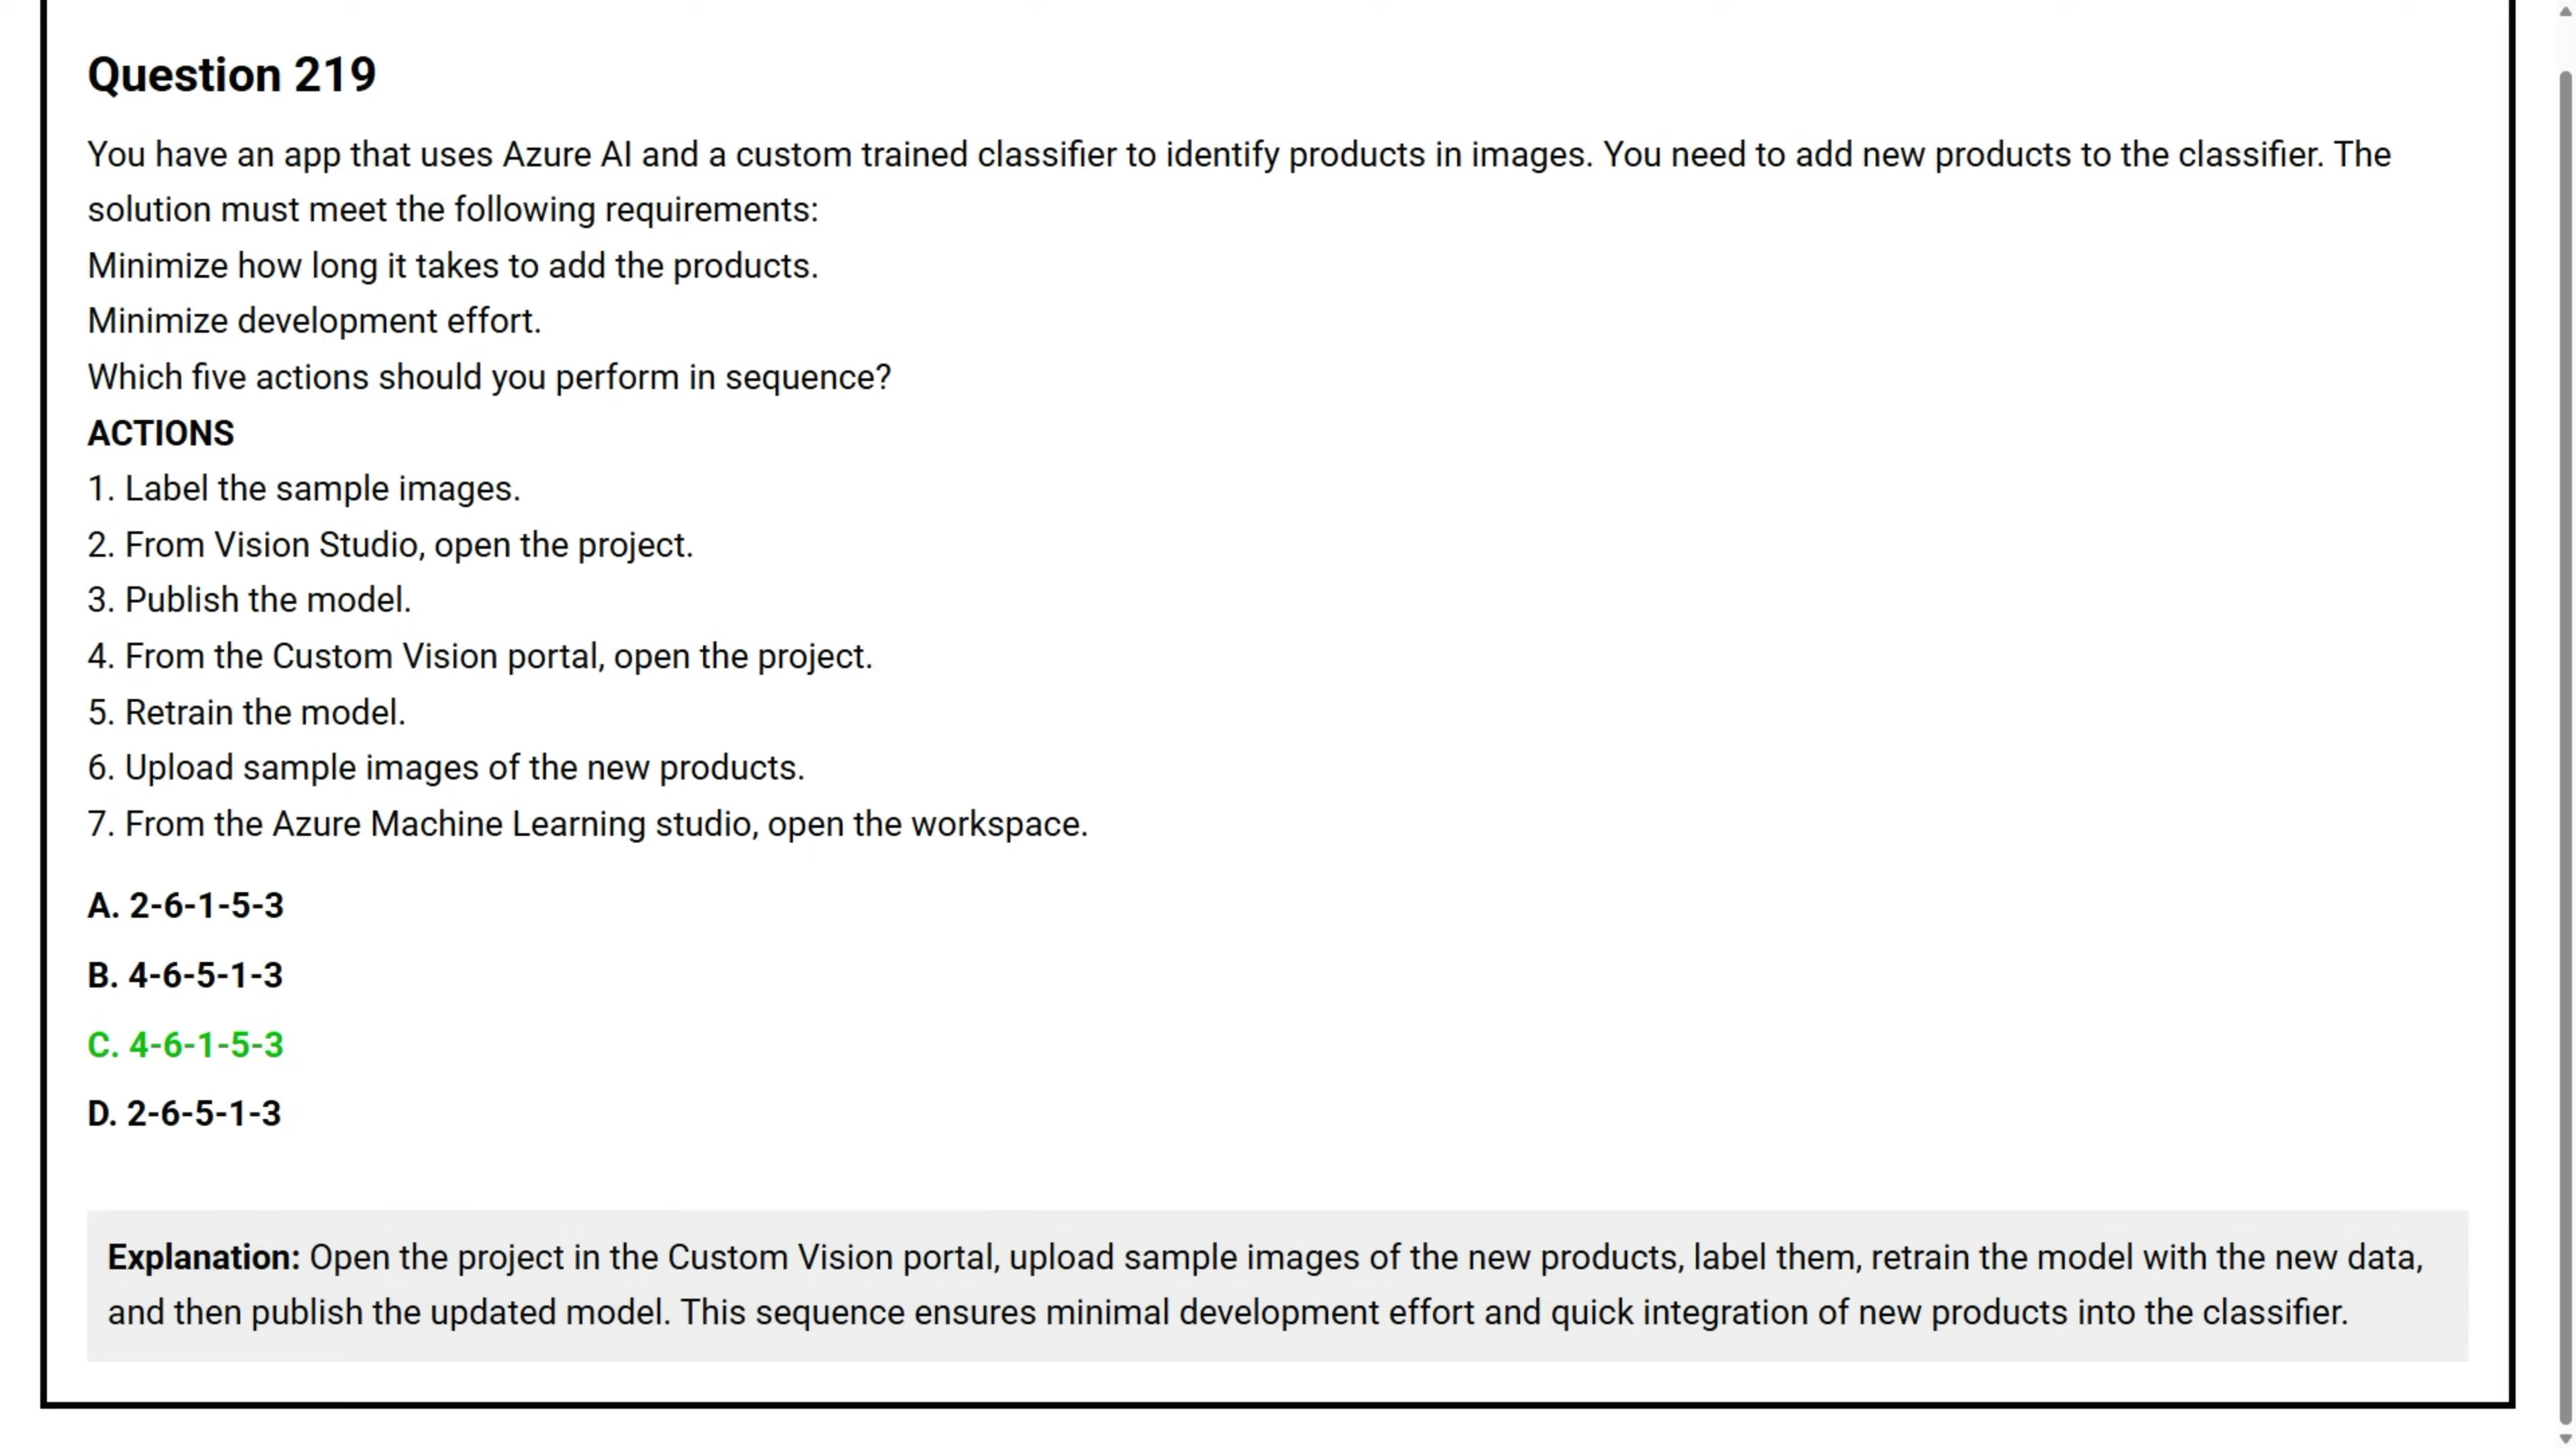 Question 219
You have an app that uses Azure AI and a custom trained classifier to identify products in images. You need to add new products to the classifier. The
solution must meet the following requirements:
Minimize how long it takes to add the products.
Minimize development effort.
Which five actions should you perform in sequence?
ACTIONS
1. Label the sample images.
2. From Vision Studio, open the project.
3. Publish the model.
4. From the Custom Vision portal, open the project.
5. Retrain the model.
6. Upload sample images of the new products.
7. From the Azure Machine Learning studio, open the workspace.
A. 2-6-1-5-3
B. 4-6-5-1-3
C. 4-6-1-5-3
D. 2-6-5-1-3
Explanation: Open the project in the Custom Vision portal, upload sample images of the new products, label them, retrain the model with the new data,
and then publish the updated model. This sequence ensures minimal development effort and quick integration of new products into the classifier.